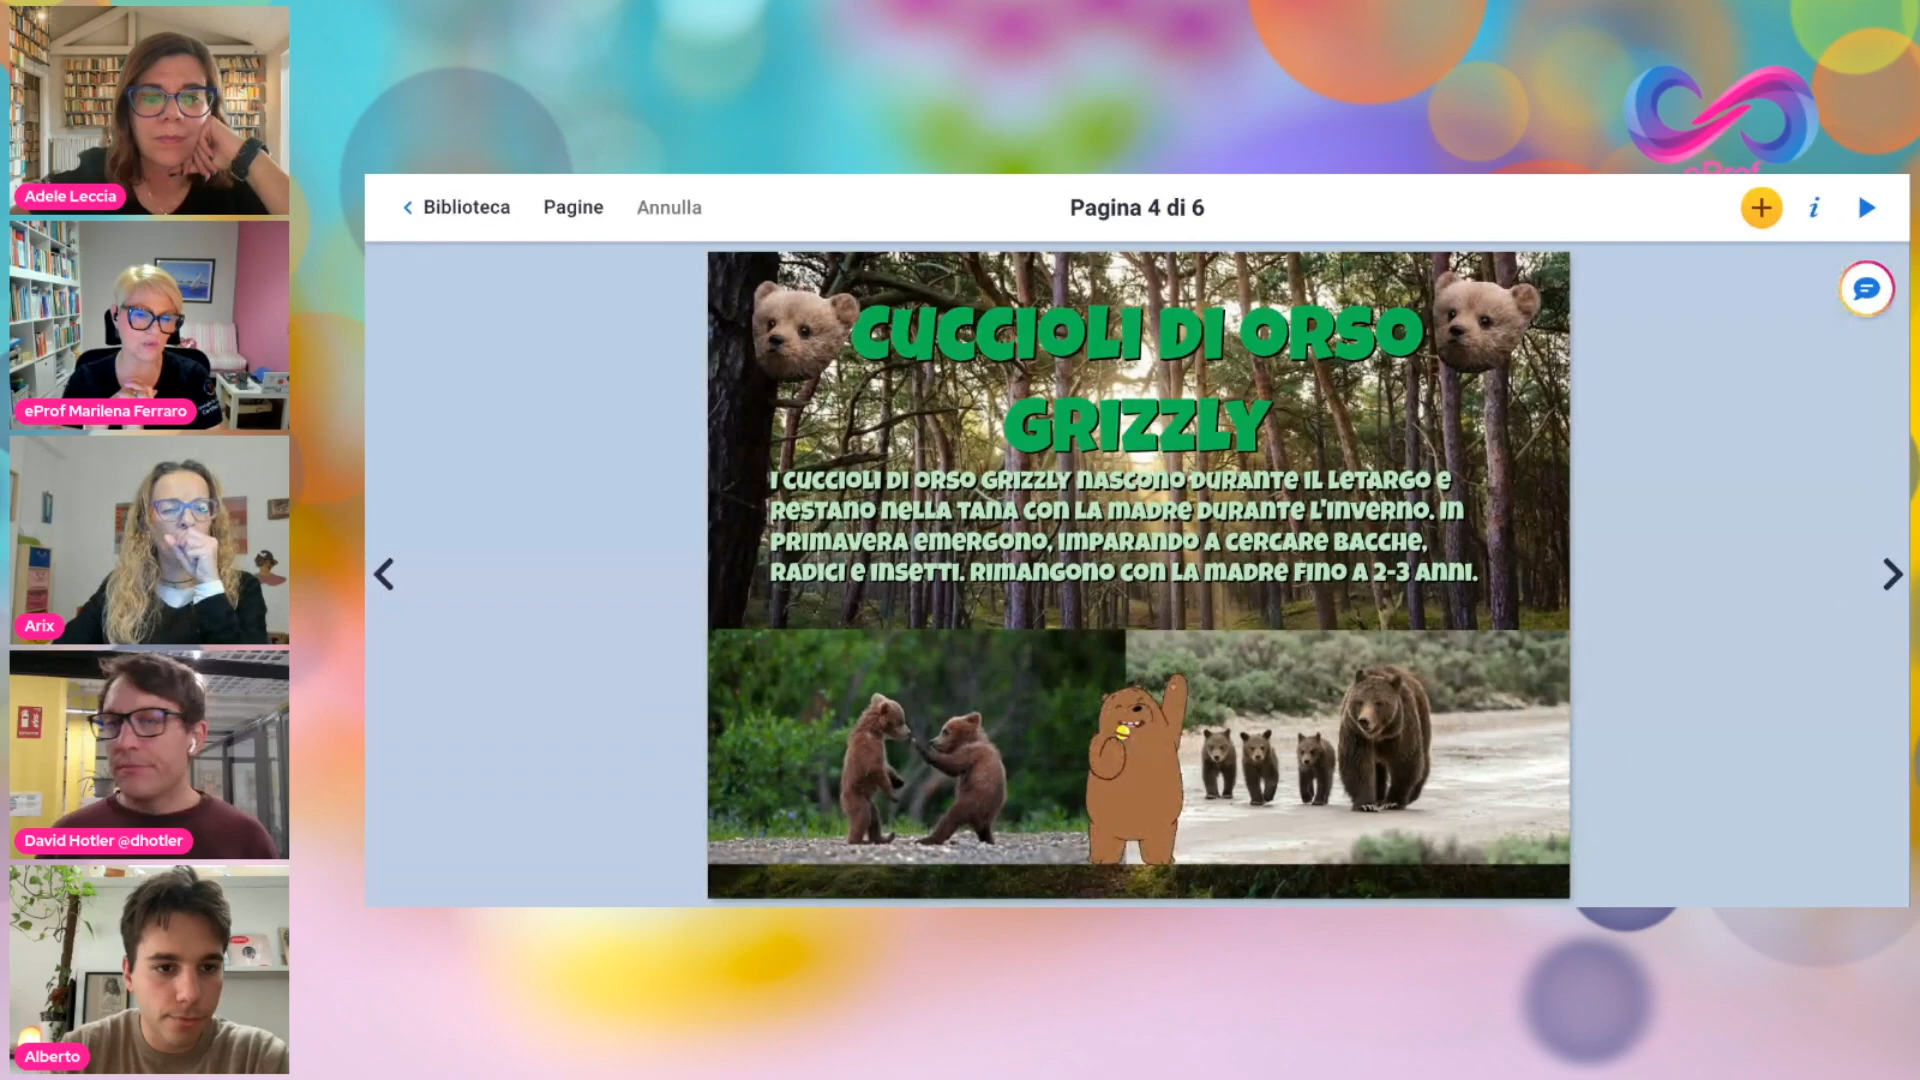 Adele Leccia
eProf Marilena Ferraro
Arix
David Hotler @dhotler
Alberto
Biblioteca
Pagine
Annulla
Pagina 4 di 6
eProf
CUCCIOLI DI ORSO
GRIZZLY
I CUCCIOLI DI ORSO GRIZZLY NASCONO DURANTE IL LETARGO E
RESTANO NELLA TANA CON LA MADRE DURANTE L'INVERNO. IN
PRIMAVERA EMERGONO, IMPARANDO A CERCARE BACCHE,
RADICI E INSETTI. RIMANGONO CON LA MADRE FINO A 2-3 ANNI.